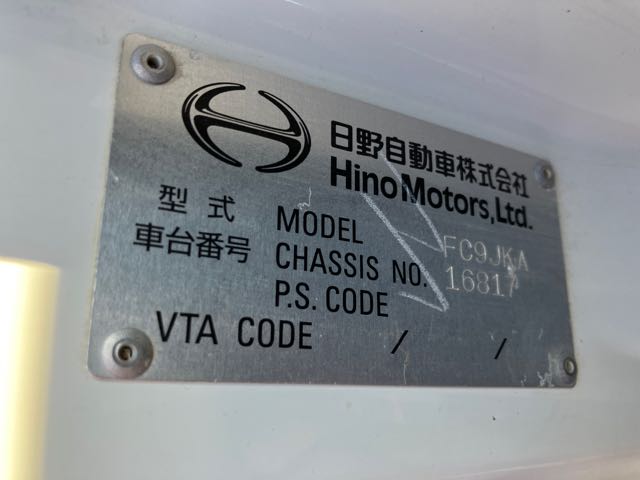 日野自動車株式会社
Hino Motors,Ltd.
型式 MODEL FC9JKA
車台番号 CHASSIS NO. 16817
P.S. CODE
VTA CODE / /